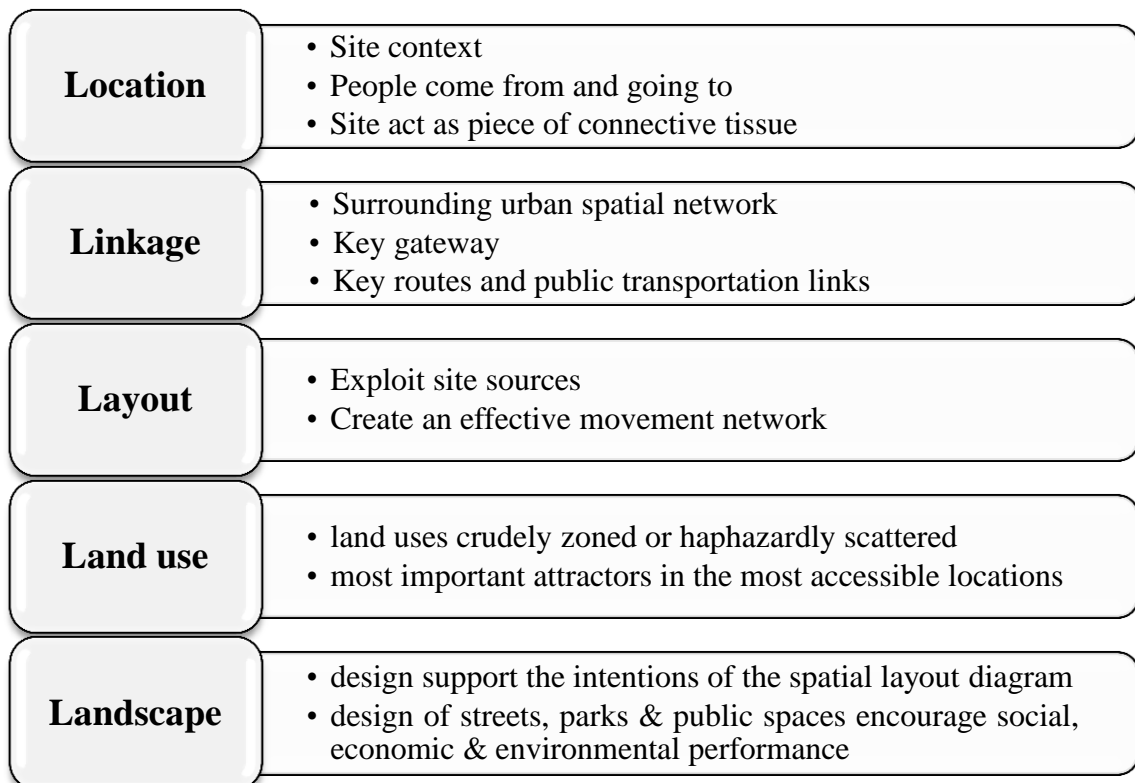 Location
• Site context
• People come from and going to
• Site act as piece of connective tissue
Linkage
• Surrounding urban spatial network
• Key gateway
• Key routes and public transportation links
Layout
• Exploit site sources
• Create an effective movement network
Land use
• land uses crudely zoned or haphazardly scattered
• most important attractors in the most accessible locations
Landscape
• design support the intentions of the spatial layout diagram
• design of streets, parks & public spaces encourage social,
economic & environmental performance